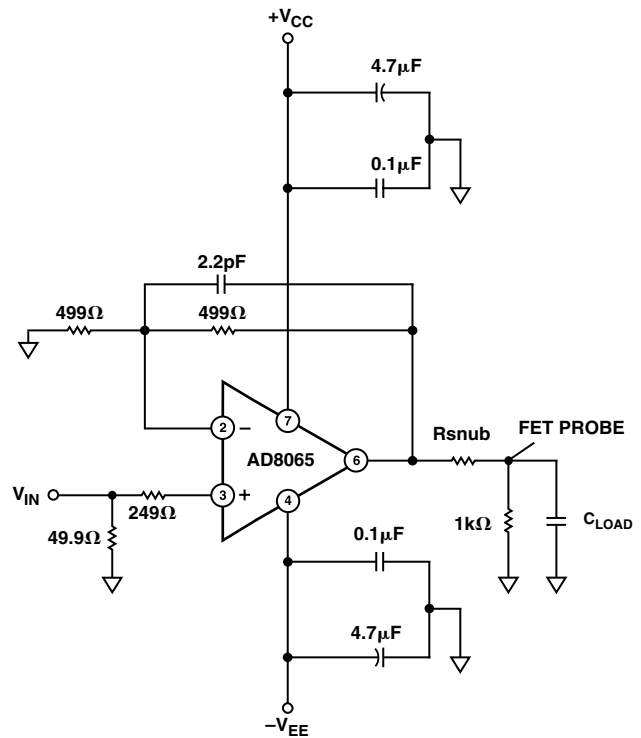 +VCC
4.7μF
0.1μF
2.2pF
499Ω
499Ω
2
−
7
AD8065
6
Rsnub
FET PROBE
VIN
249Ω
3
+
4
49.9Ω
1kΩ
CLOAD
0.1μF
4.7μF
−VEE